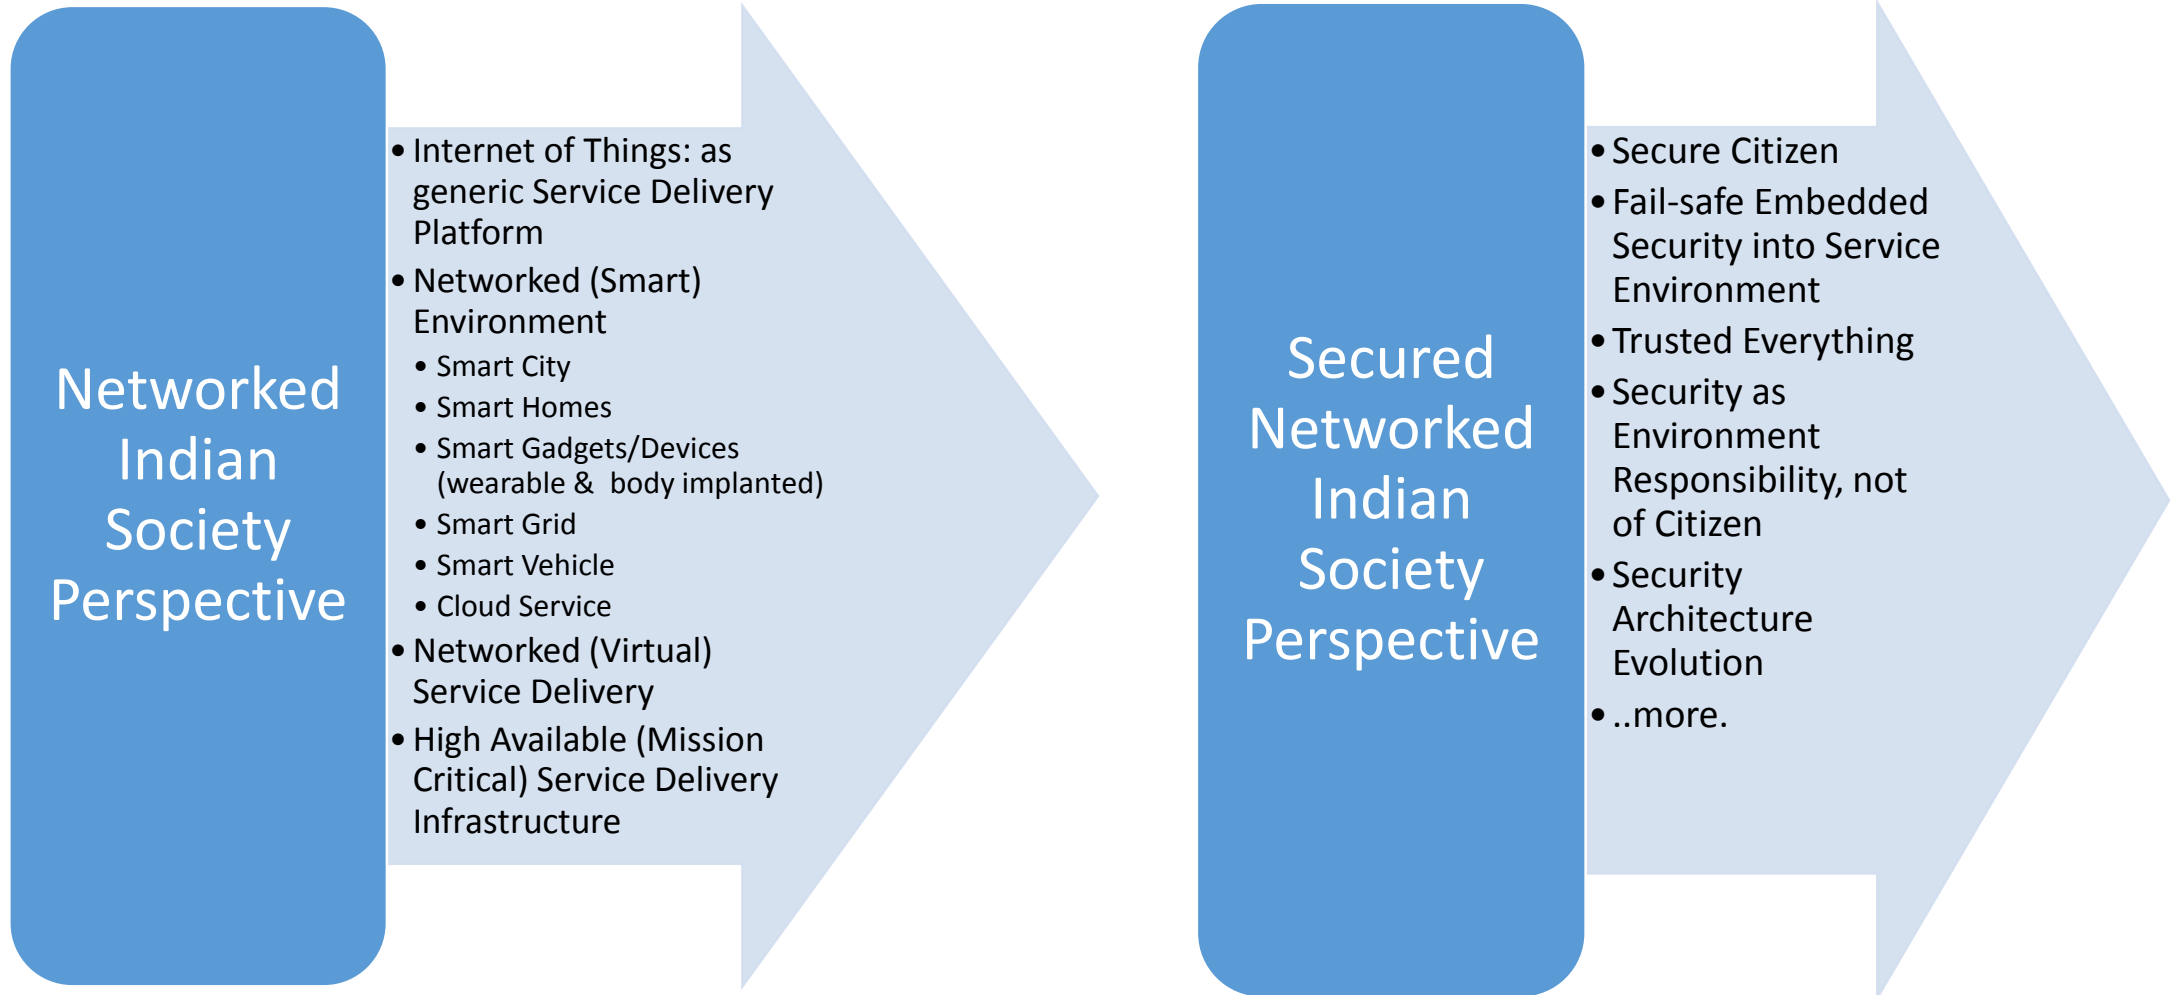 Networked
Indian
Society
Perspective
• Internet of Things: as
generic Service Delivery
Platform
• Networked (Smart)
Environment
• Smart City
• Smart Homes
• Smart Gadgets/Devices
(wearable & body implanted)
• Smart Grid
• Smart Vehicle
• Cloud Service
• Networked (Virtual)
Service Delivery
• High Available (Mission
Critical) Service Delivery
Infrastructure
Secured
Networked
Indian
Society
Perspective
• Secure Citizen
• Fail-safe Embedded
Security into Service
Environment
• Trusted Everything
• Security as
Environment
Responsibility, not
of Citizen
• Security
Architecture
Evolution
• ..more.